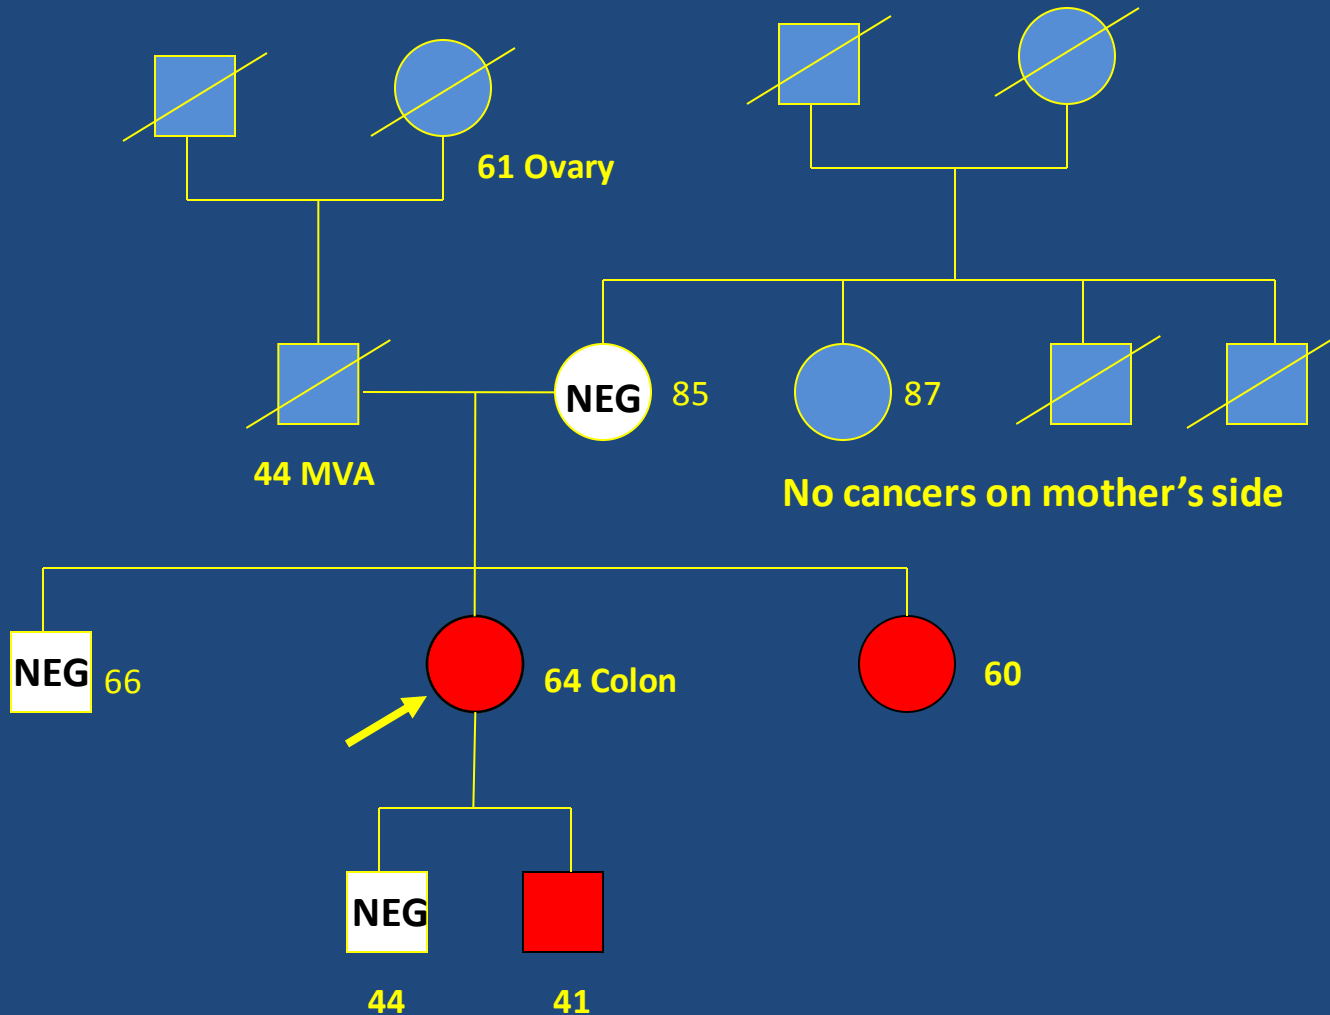 61 Ovary
NEG
85
87
44 MVA
No cancers on mother’s side
NEG
66
64 Colon
60
NEG
44
41